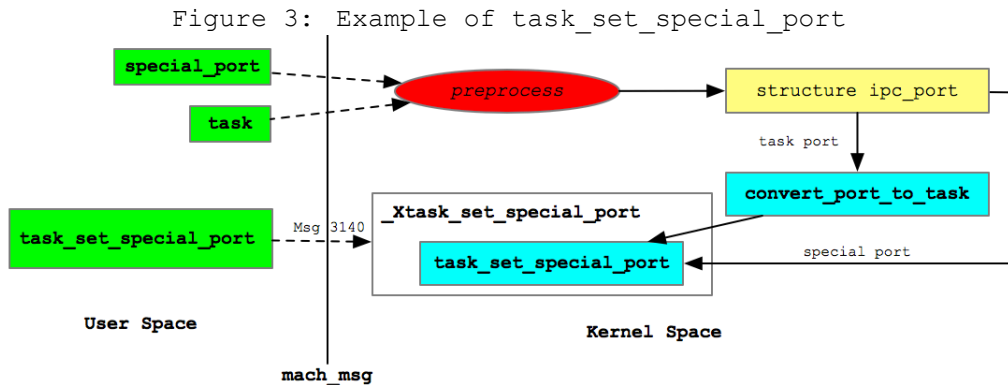 Figure 3: Example of task_set_special_port
special_port
preprocess
structure ipc_port
task
task port
convert_port_to_task
_Xtask_set_special_port
Msg 3140
task_set_special_port
task_set_special_port
special port
User Space
Kernel Space
mach_msg